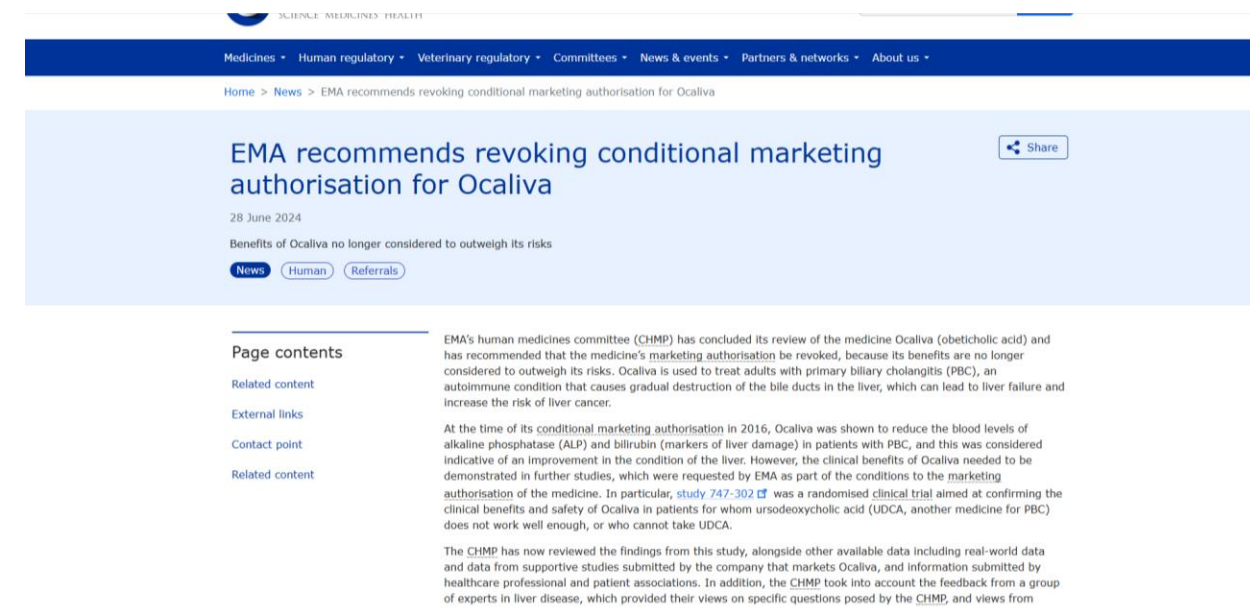 SCIENCE MEDICINES HEALTH
Medicines Human regulatory Veterinary regulatory Committees News & events Partners & networks About us
Home > News > EMA recommends revoking conditional marketing authorisation for Ocaliva
EMA recommends revoking conditional marketing
authorisation for Ocaliva
Share
28 June 2024
Benefits of Ocaliva no longer considered to outweigh its risks
News Human Referrals
Page contents
Related content
External links
Contact point
Related content
EMA's human medicines committee (CHMP) has concluded its review of the medicine Ocaliva (obeticholic acid) and
has recommended that the medicine's marketing authorisation be revoked, because its benefits are no longer
considered to outweigh its risks. Ocaliva is used to treat adults with primary biliary cholangitis (PBC), an
autoimmune condition that causes gradual destruction of the bile ducts in the liver, which can lead to liver failure and
increase the risk of liver cancer.
At the time of its conditional marketing authorisation in 2016, Ocaliva was shown to reduce the blood levels of
alkaline phosphatase (ALP) and bilirubin (markers of liver damage) in patients with PBC, and this was considered
indicative of an improvement in the condition of the liver. However, the clinical benefits of Ocaliva needed to be
demonstrated in further studies, which were requested by EMA as part of the conditions to the marketing
authorisation of the medicine. In particular, study 747-302 was a randomised clinical trial aimed at confirming the
clinical benefits and safety of Ocaliva in patients for whom ursodeoxycholic acid (UDCA, another medicine for PBC)
does not work well enough, or who cannot take UDCA.
The CHMP has now reviewed the findings from this study, alongside other available data including real-world data
and data from supportive studies submitted by the company that markets Ocaliva, and information submitted by
healthcare professional and patient associations. In addition, the CHMP took into account the feedback from a group
of experts in liver disease, which provided their views on specific questions posed by the CHMP, and views from